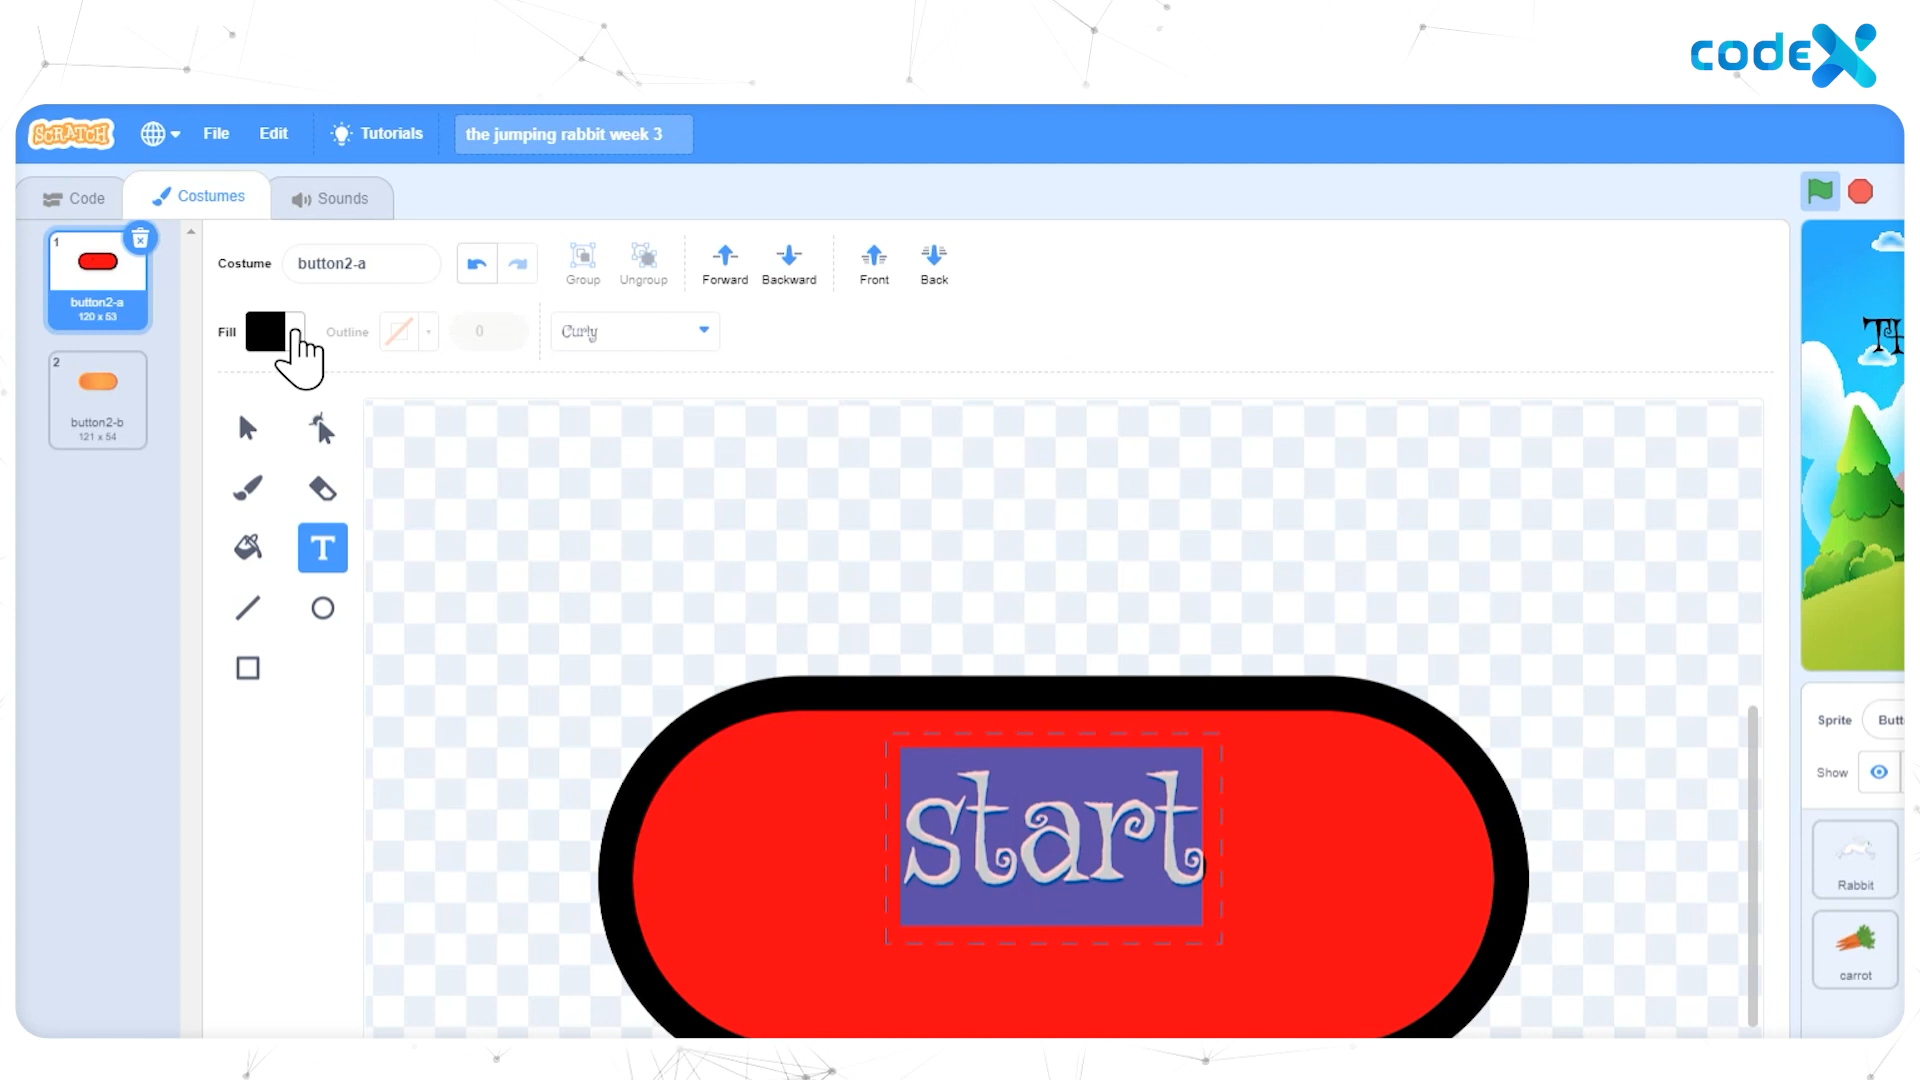 codeX
SCRATCH
File
Edit
Tutorials
the jumping rabbit week 3
Code
Costumes
Sounds
1
button2-a
120 x 53
2
button2-b
121 x 54
Costume
button2-a
Group
Ungroup
Forward
Backward
Front
Back
Fill
Outline
0
Curly
T
start
Th
Sprite
Butt
Show
Rabbit
carrot